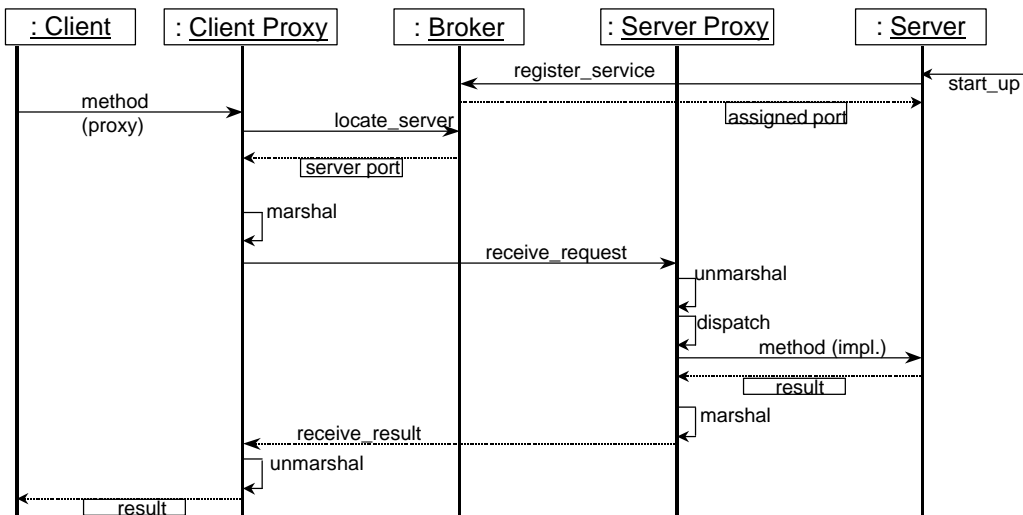 : Client
: Client Proxy
: Broker
: Server Proxy
: Server
register_service
start_up
method
(proxy)
assigned port
locate_server
server port
marshal
receive_request
unmarshal
dispatch
method (impl.)
result
marshal
receive_result
unmarshal
result